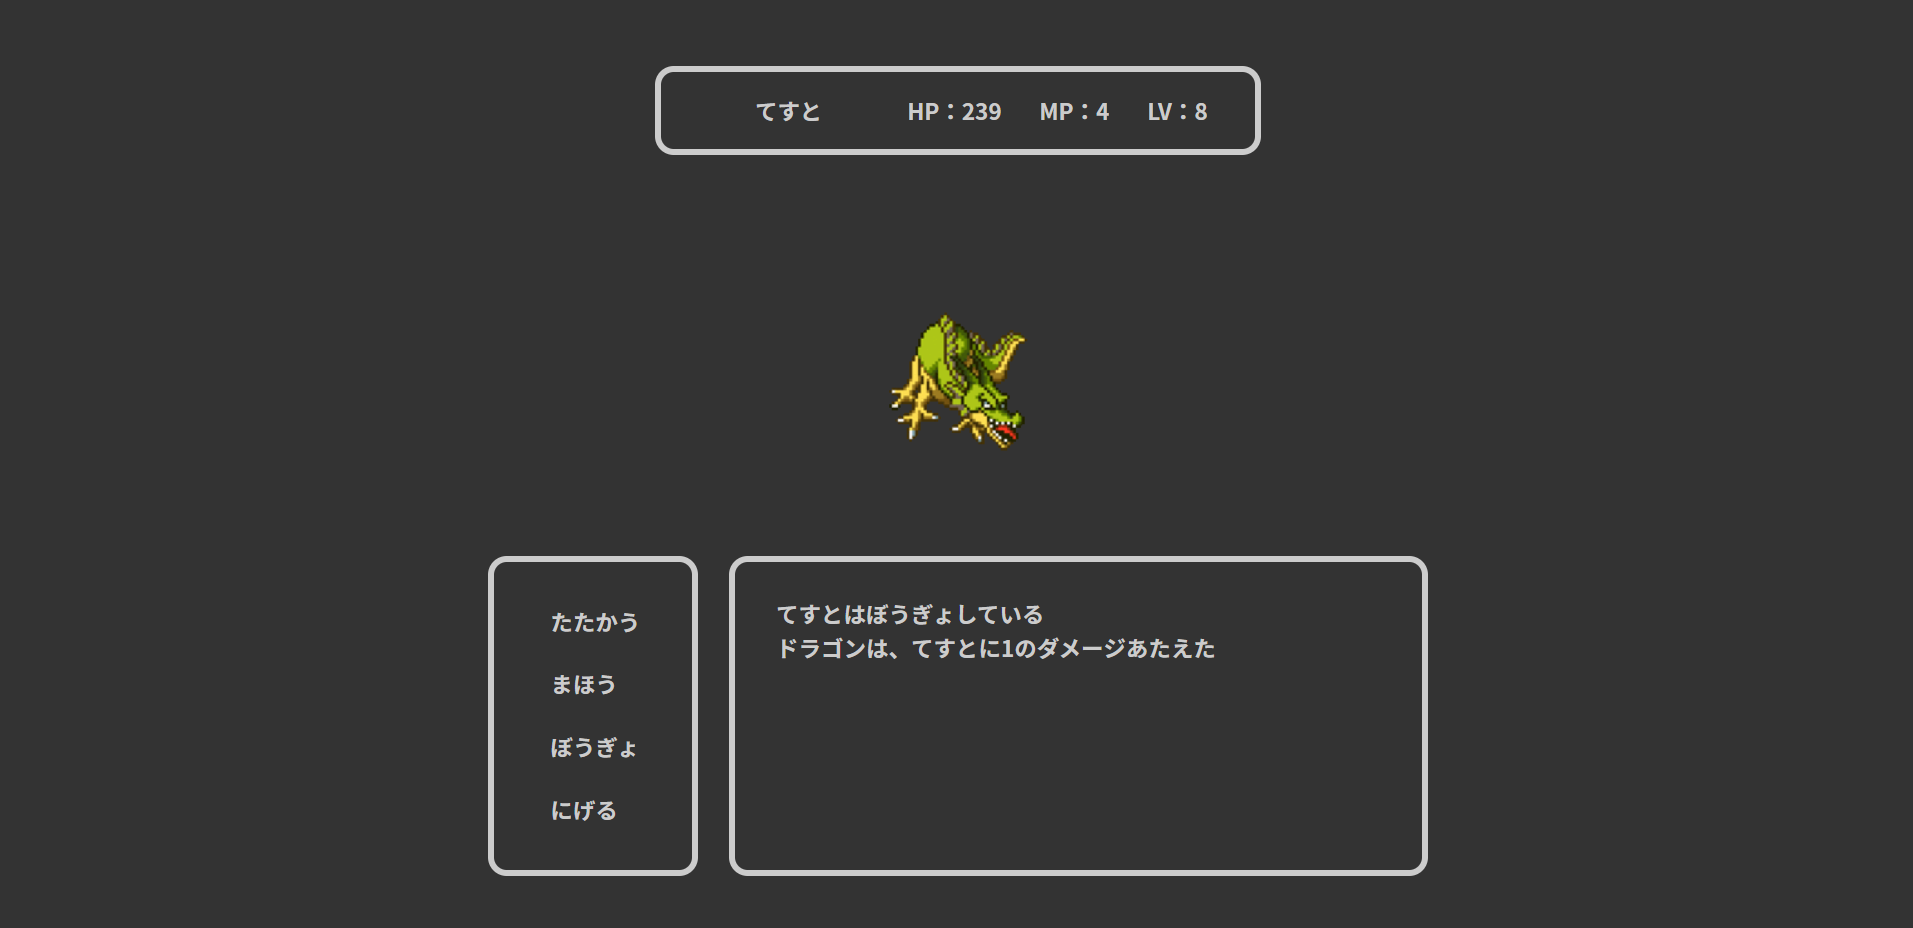 てすと HP：239 MP：4 LV：8
たたかう
まほう
ぼうぎょ
にげる
てすとはぼうぎょしている
ドラゴンは、てすとに1のダメージあたえた